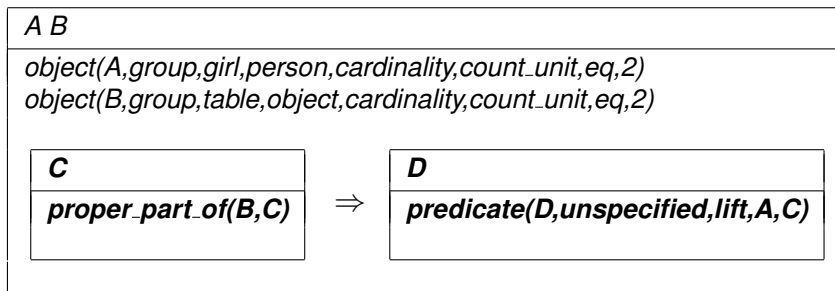 A B
object(A,group,girl,person,cardinality,count_unit,eq,2)
object(B,group,table,object,cardinality,count_unit,eq,2)
C
proper_part_of(B,C)
⇒
D
predicate(D,unspecified,lift,A,C)